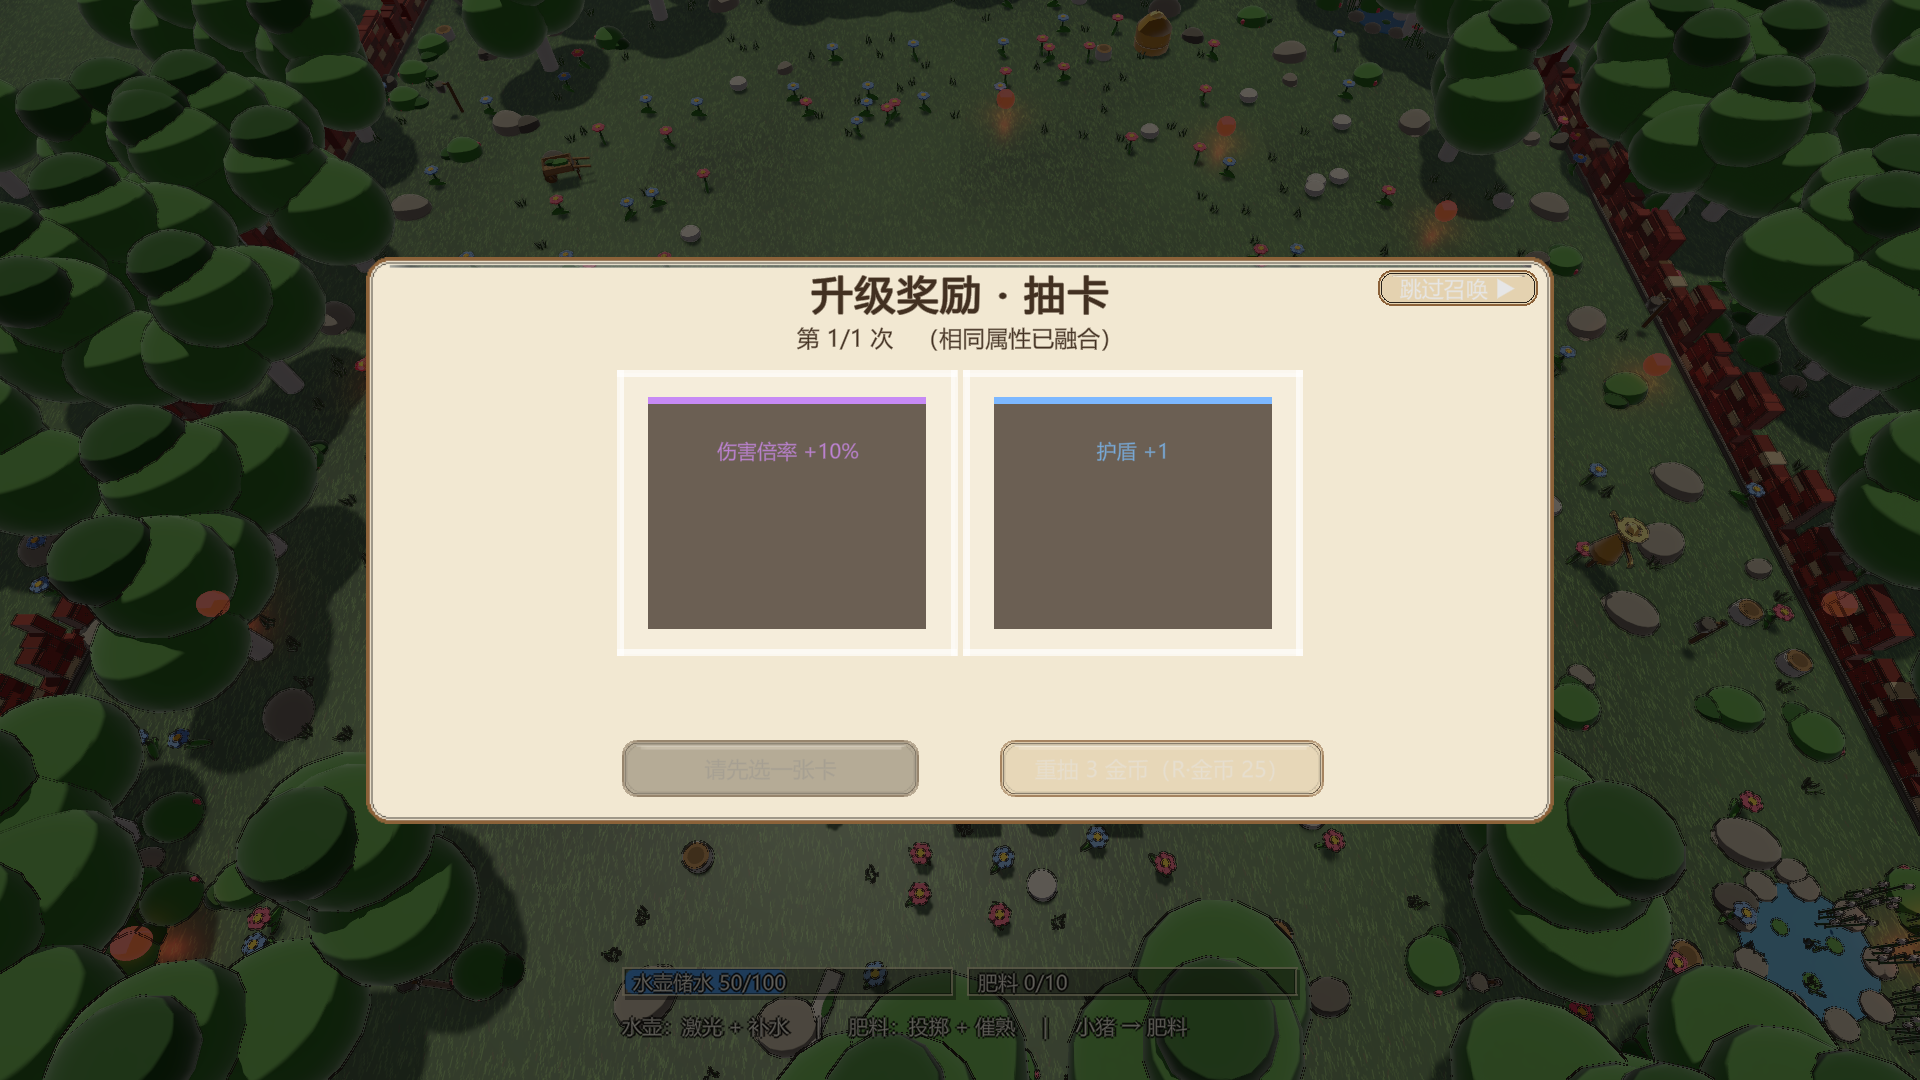 升级奖励 · 抽卡
跳过召唤 ▶
第 1/1 次 (相同属性已融合)
伤害倍率 +10%
护盾 +1
请先选一张卡
重抽 3 金币 (R·金币 25)
水壶储水 50/100
肥料 0/10
水壶: 激光 + 补水 | 肥料: 投掷 + 催熟 | 小猪 → 肥料